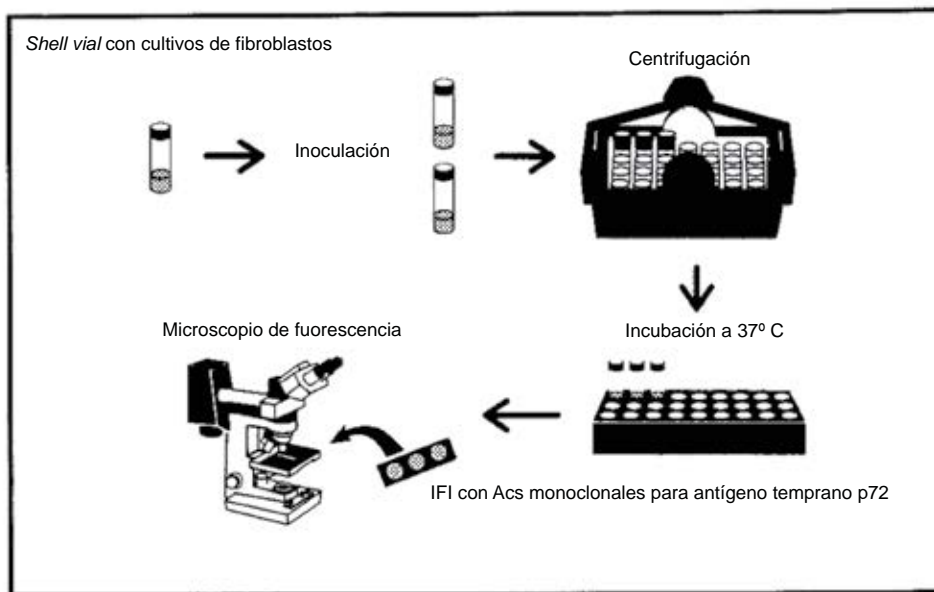 Shell vial con cultivos de fibroblastos
Centrifugación
Inoculación
Microscopio de fuorescencia
Incubación a 37º C
IFI con Acs monoclonales para antígeno temprano p72